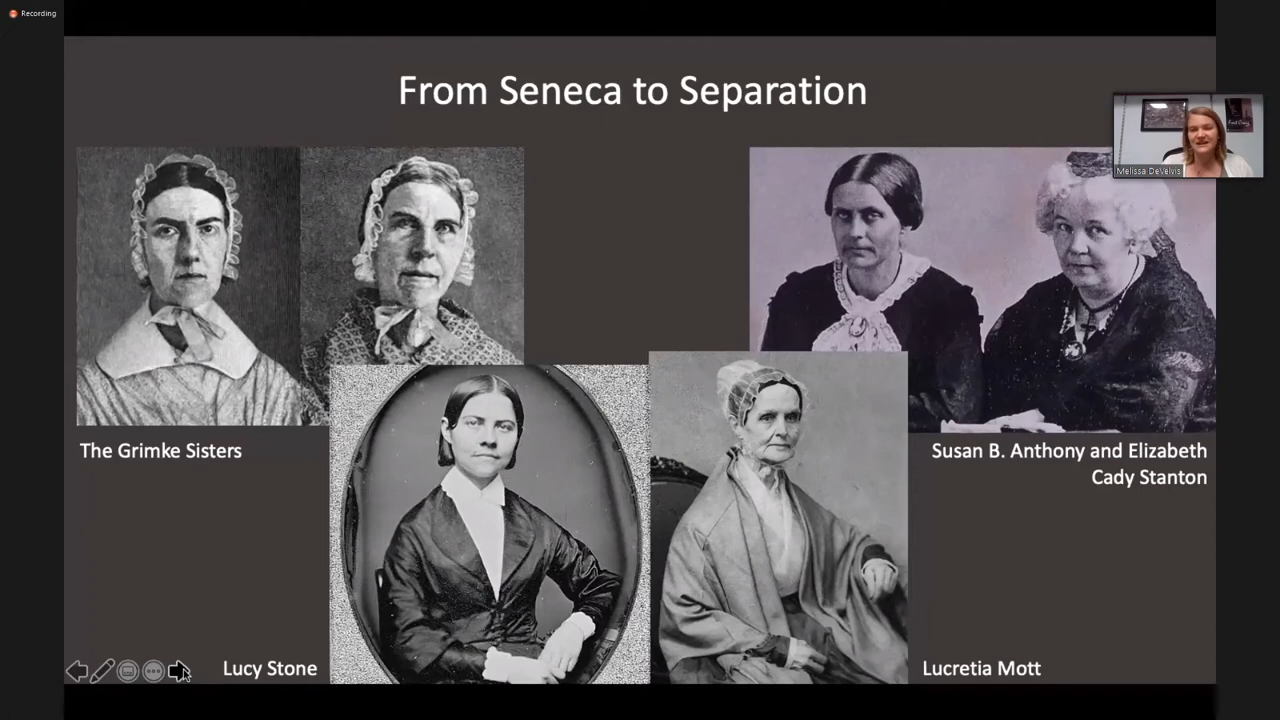 Recording
From Seneca to Separation
Melissa DeVelvis
The Grimke Sisters
Susan B. Anthony and Elizabeth
Cady Stanton
Lucy Stone
Lucretia Mott